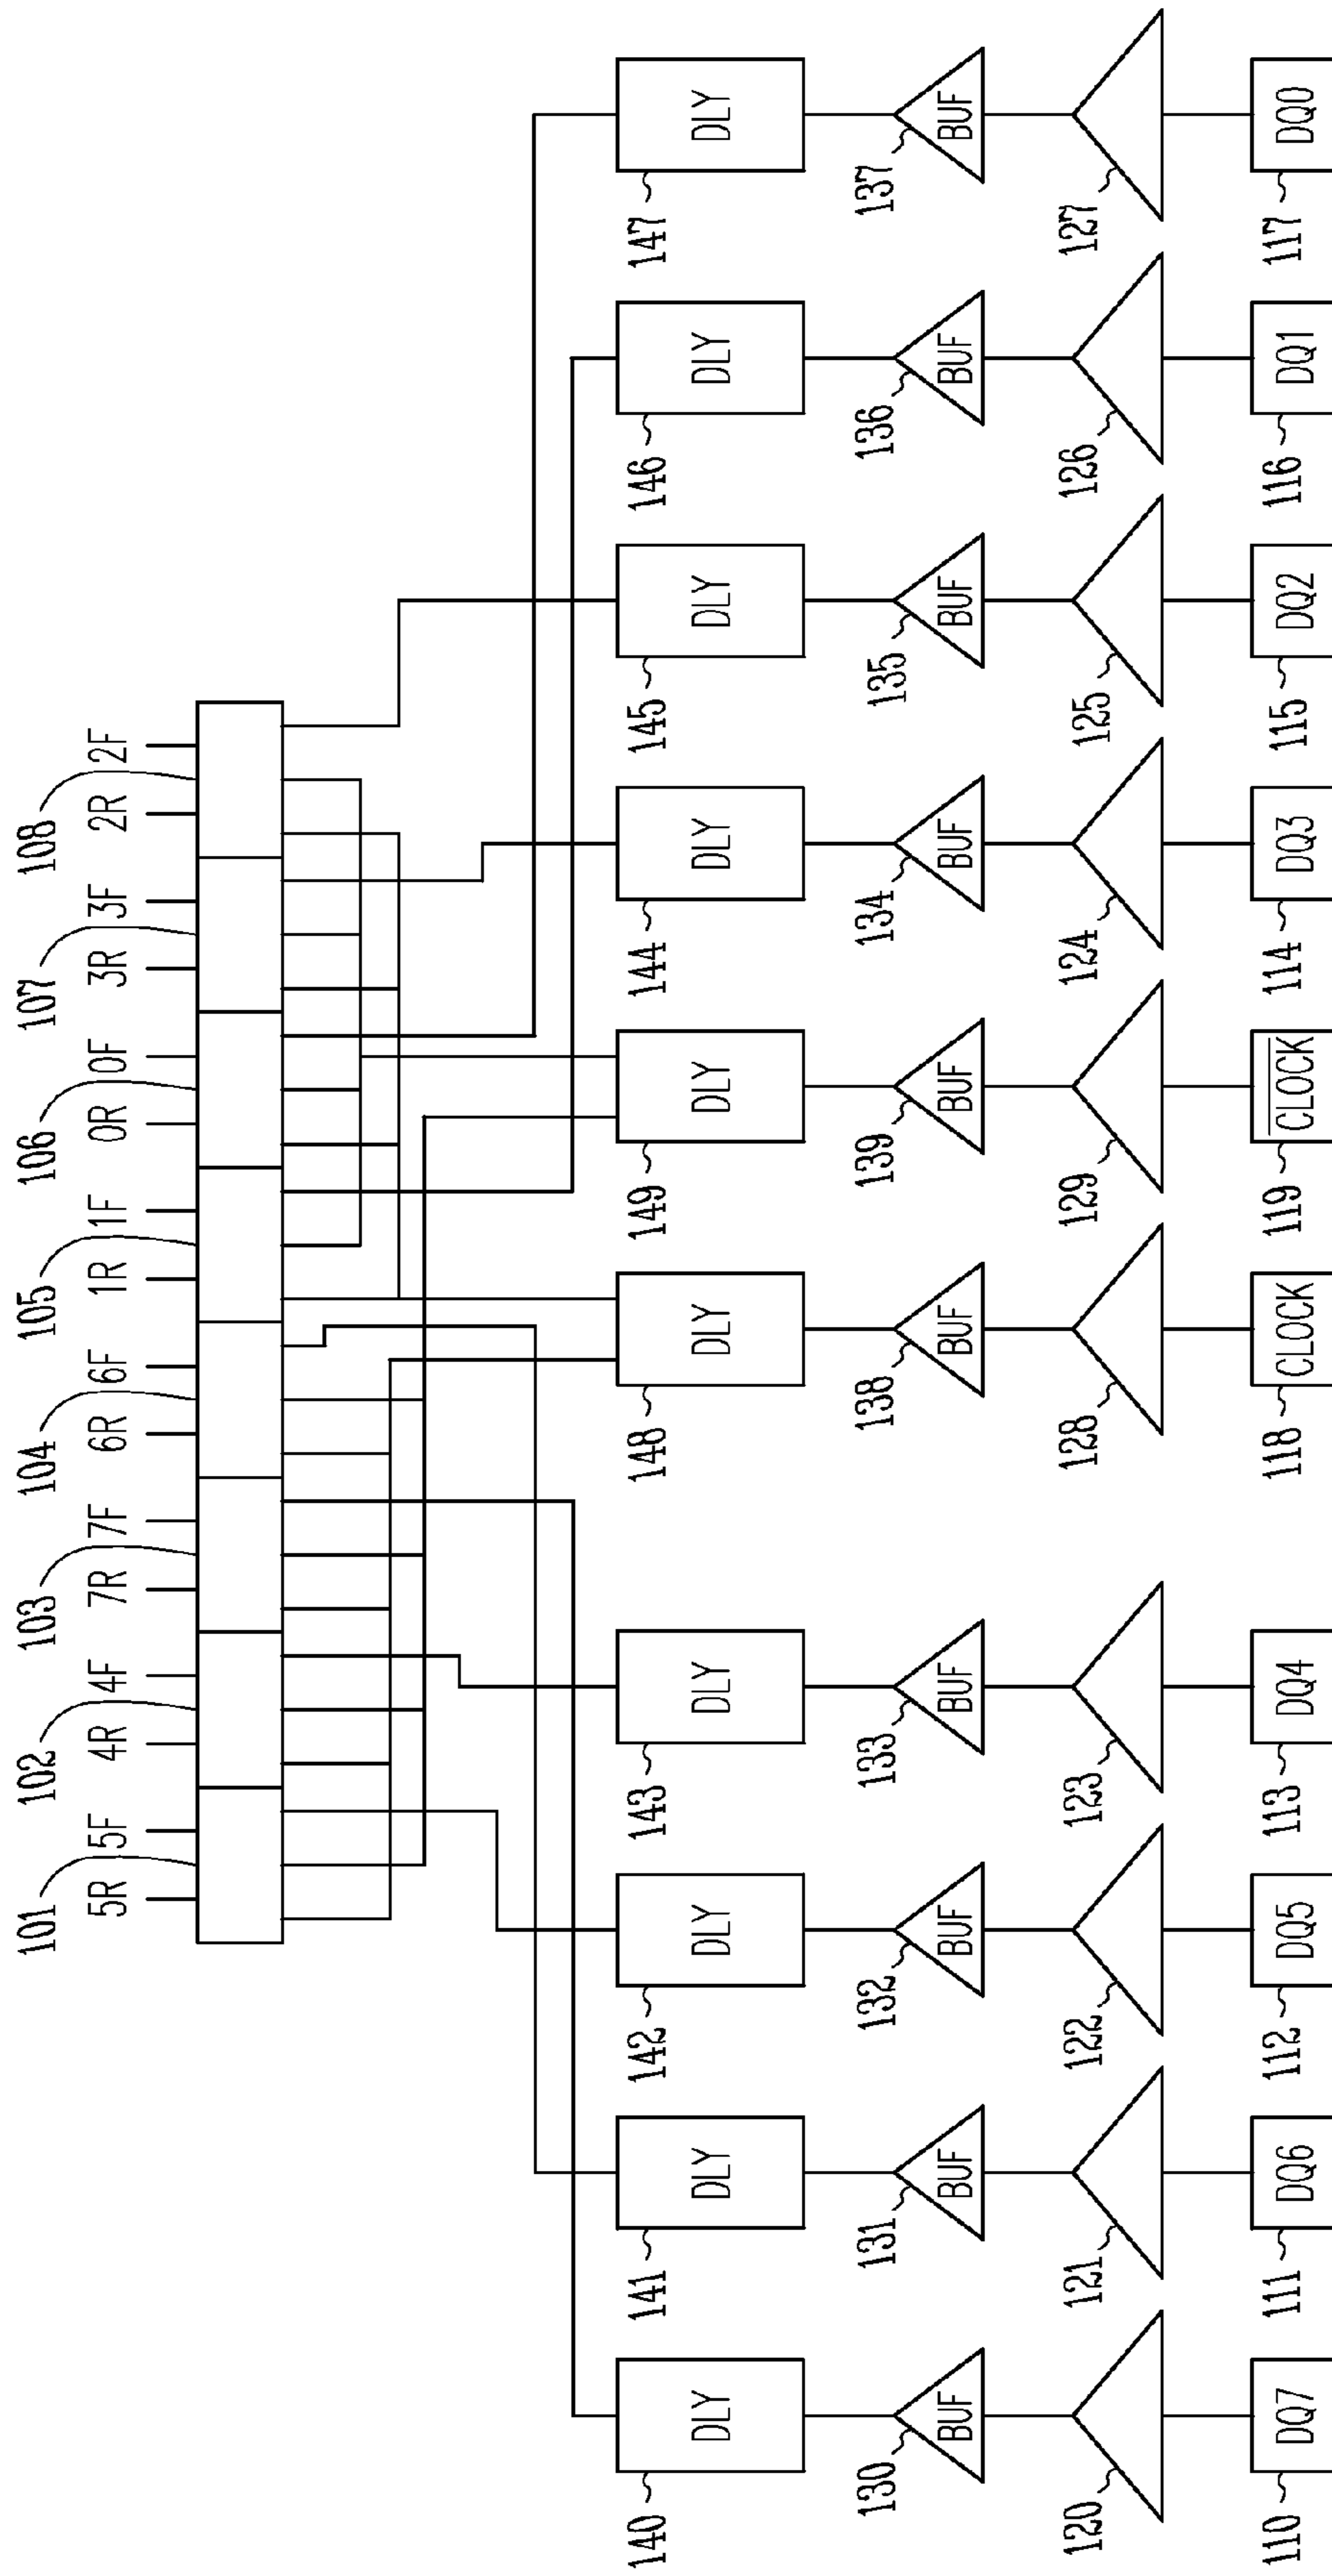 101 102 103 104 105 106 107 108
5R 5F 4R 4F 7R 7F 6R 6F 1R 1F 0R 0F 3R 3F 2R 2F
DLY DLY DLY DLY DLY DLY DLY DLY DLY DLY
140 141 142 143 148 149 144 145 146 147
BUF BUF BUF BUF BUF BUF BUF BUF BUF BUF
130 131 132 133 138 139 134 135 136 137
120 121 122 123 128 129 124 125 126 127
DQ7 DQ6 DQ5 DQ4 CLOCK CLOCK DQ3 DQ2 DQ1 DQ0
110 111 112 113 118 119 114 115 116 117